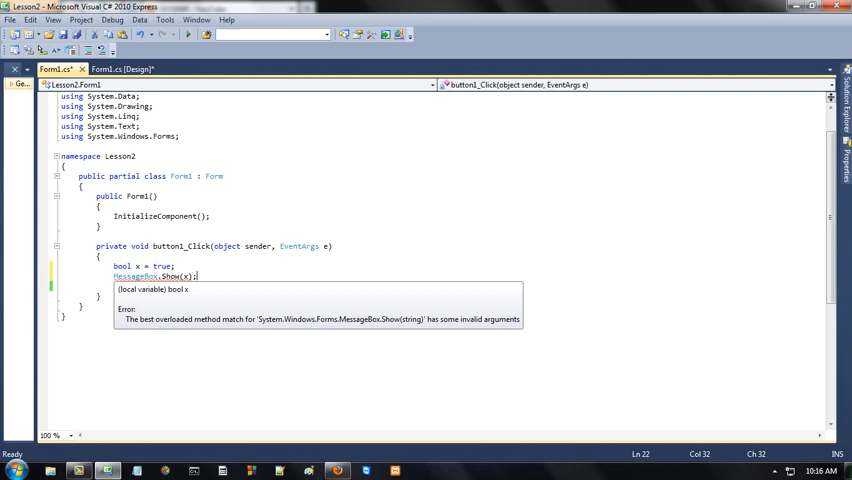 Lesson2 - Microsoft Visual C# 2010 Express
File Edit View Project Debug Data Tools Window Help
Form1.cs* Form1.cs [Design]*
Ge...
Lesson2.Form1 button1_Click(object sender, EventArgs e)
using System.Data;
using System.Drawing;
using System.Linq;
using System.Text;
using System.Windows.Forms;
namespace Lesson2
{
public partial class Form1 : Form
{
public Form1()
{
InitializeComponent();
}
private void button1_Click(object sender, EventArgs e)
{
bool x = true;
MessageBox.Show(x);
(local variable) bool x
Error:
The best overloaded method match for 'System.Windows.Forms.MessageBox.Show(string)' has some invalid arguments
}
}
}
Solution Explorer
Properties
100 %
Ready Ln 22 Col 32 Ch 32 INS
10:16 AM